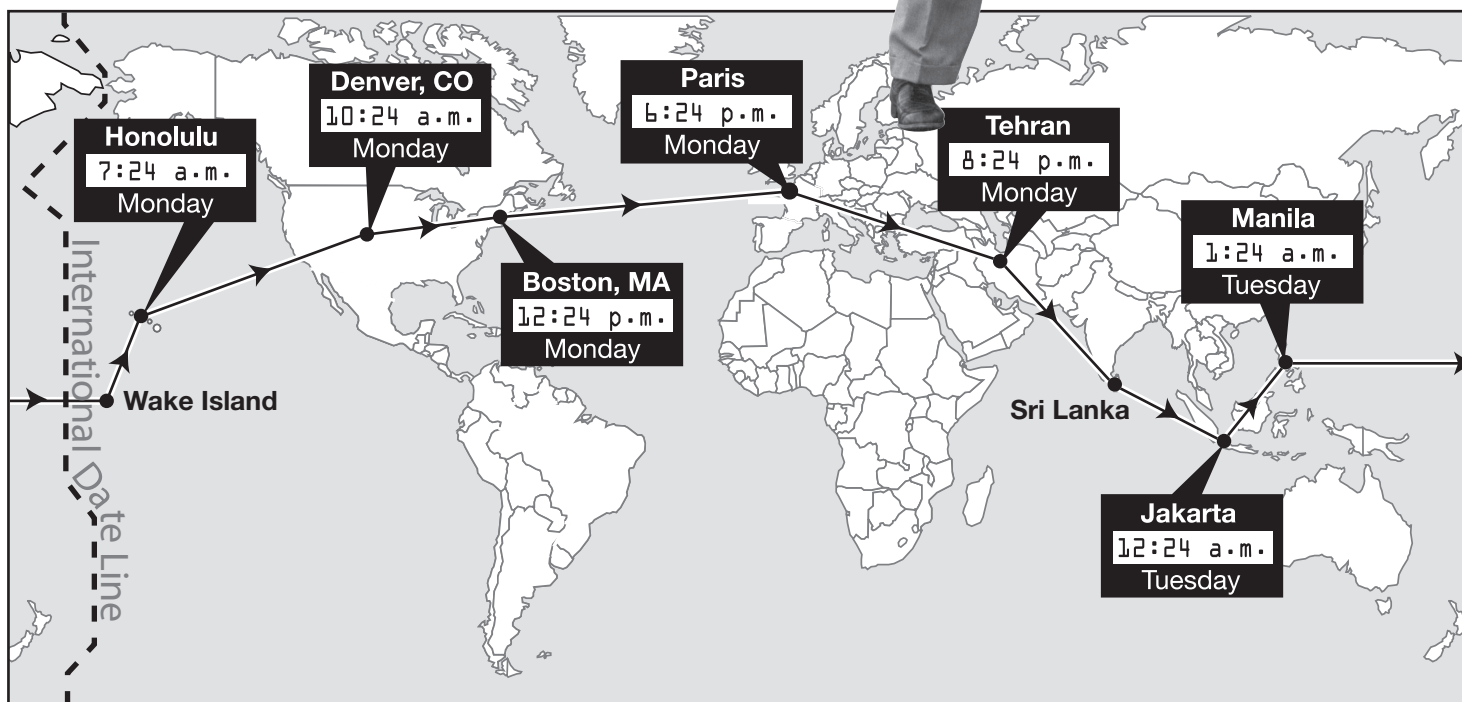 Denver, CO
10:24 a.m.
Monday
Paris
6:24 p.m.
Monday
Honolulu
7:24 a.m.
Monday
Tehran
8:24 p.m.
Monday
Manila
1:24 a.m.
Tuesday
Boston, MA
12:24 p.m.
Monday
International Date Line
Wake Island
Sri Lanka
Jakarta
12:24 a.m.
Tuesday